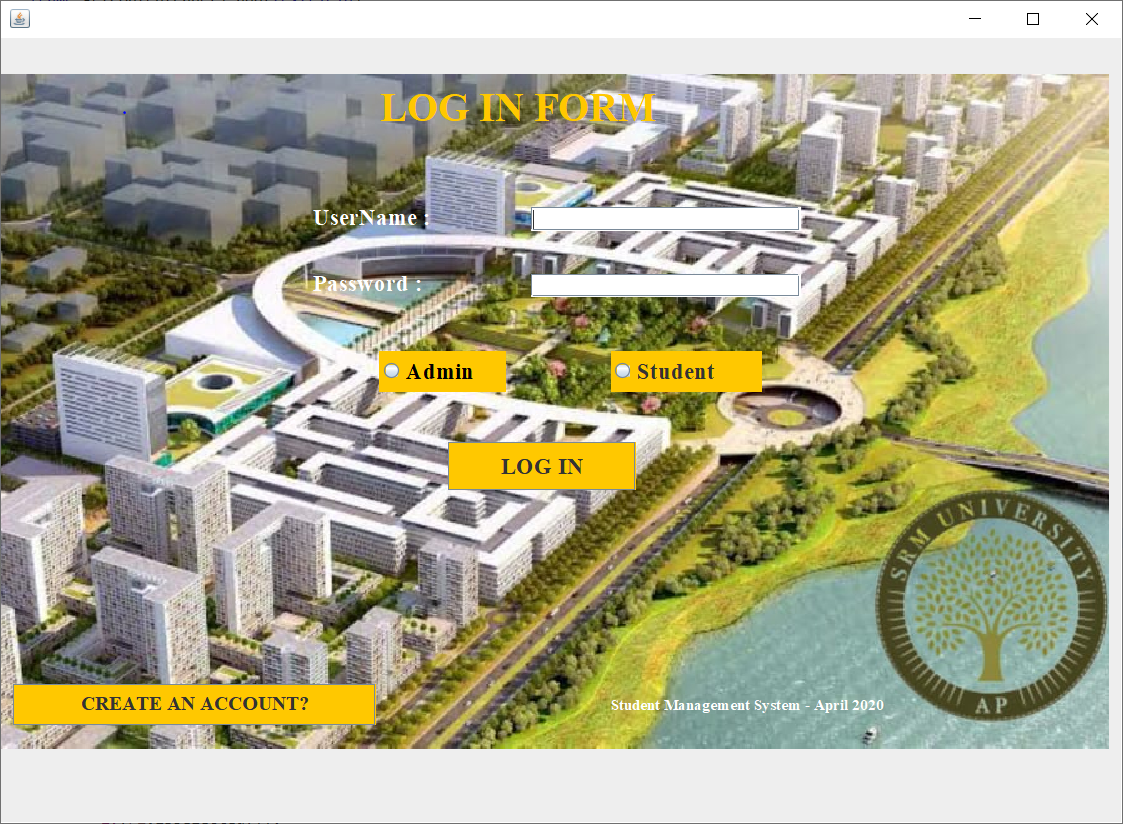 LOG IN FORM
UserName :
Password :
Admin
Student
LOG IN
SRM UNIVERSITY
AP
CREATE AN ACCOUNT?
Student Management System - April 2020